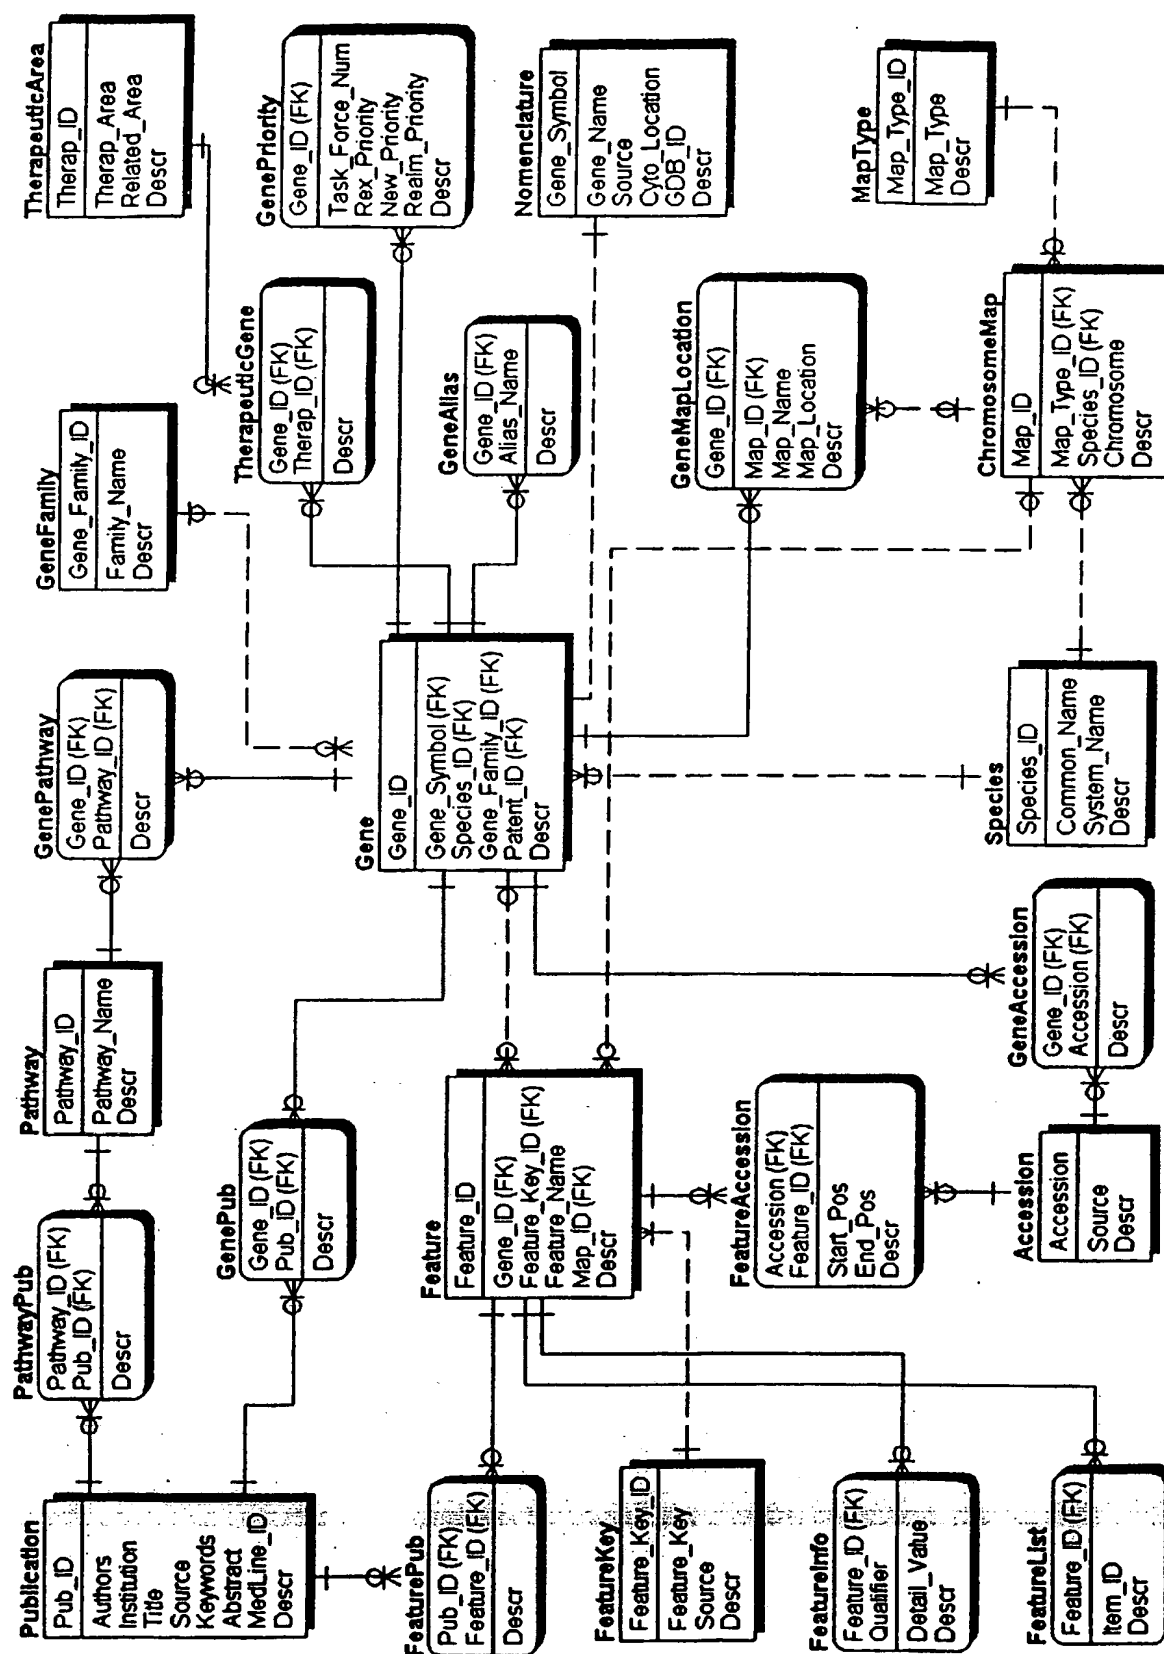 Publication
Pub_ID
Authors
Institution
Title
Source
Keywords
Abstract
MedLine_ID
Descr
PathwayPub
Pathway_ID (FK)
Pub_ID (FK)
Descr
Pathway
Pathway_ID
Pathway_Name
Descr
GenePathway
Gene_ID (FK)
Pathway_ID (FK)
Descr
GeneFamily
Gene_Family_ID
Family_Name
Descr
TherapeuticArea
Therap_ID
Therap_Area
Related_Area
Descr
GenePub
Gene_ID (FK)
Pub_ID (FK)
Descr
TherapeuticGene
Gene_ID (FK)
Therap_ID (FK)
Descr
GenePriority
Gene_ID (FK)
Task_Force_Num
Rex_Priority
New_Priority
Realm_Priority
Descr
FeaturePub
Pub_ID (FK)
Feature_ID (FK)
Descr
Feature
Feature_ID
Gene_ID (FK)
Feature_Key_ID (FK)
Feature_Name
Map_ID (FK)
Descr
Gene
Gene_ID
Gene_Symbol (FK)
Species_ID (FK)
Gene_Family_ID (FK)
Patent_ID (FK)
Descr
GeneAlias
Gene_ID (FK)
Alias_Name
Descr
Nomenclature
Gene_Symbol
Gene_Name
Source
Cyto_Location
GDB_ID
Descr
FeatureKey
Feature_Key_ID
Feature_Key
Source
Descr
FeatureAccession
Accession (FK)
Feature_ID (FK)
Start_Pos
End_Pos
Descr
GeneMapLocation
Gene_ID (FK)
Map_ID (FK)
Map_Name
Map_Location
Descr
FeatureInfo
Feature_ID (FK)
Qualifier
Detail_Value
Descr
MapType
Map_Type_ID
Map_Type
Descr
FeatureList
Feature_ID (FK)
Item_ID
Descr
Accession
Accession
Source
Descr
GeneAccession
Gene_ID (FK)
Accession (FK)
Descr
Species
Species_ID
Common_Name
System_Name
Descr
ChromosomeMap
Map_ID
Map_Type_ID (FK)
Species_ID (FK)
Chromosome
Descr